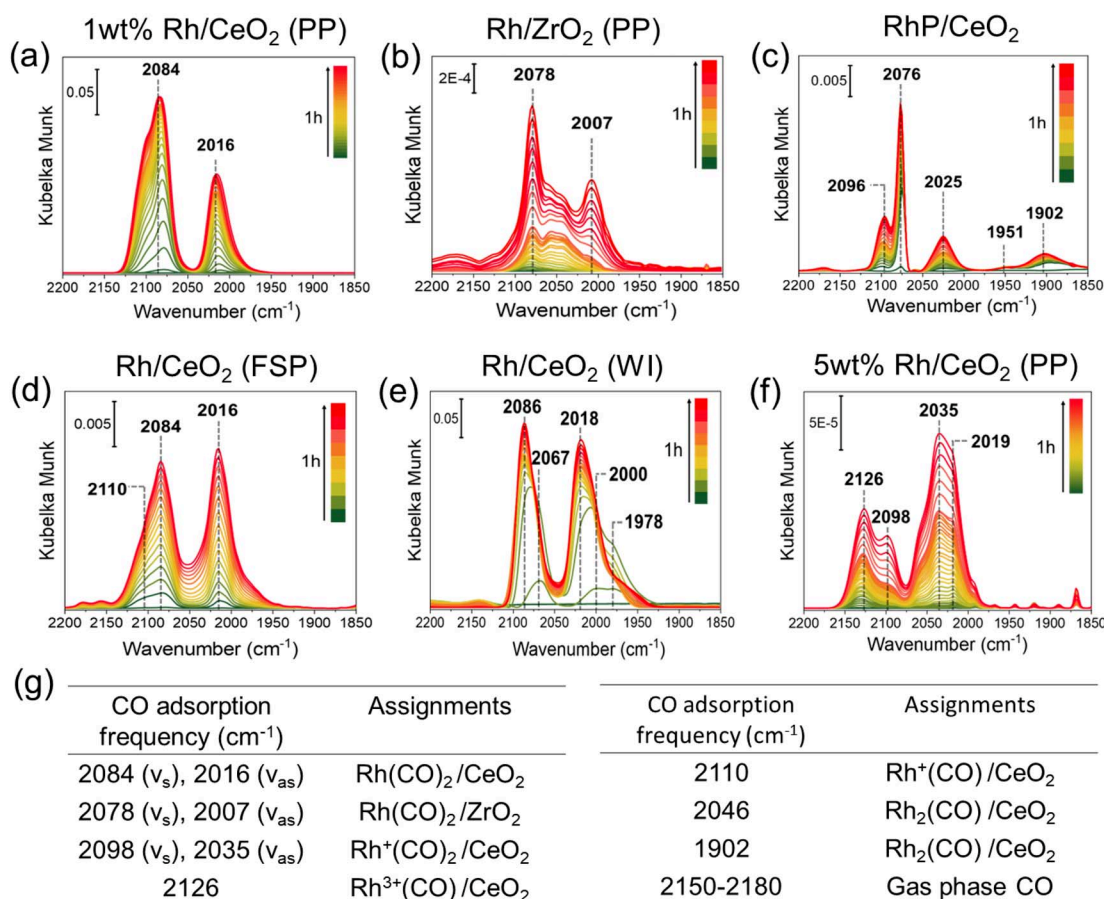 1wt% Rh/CeO₂ (PP)
(a)
2084
0.05
1h
2016
Kubelka Munk
2200 2150 2100 2050 2000 1950 1900 1850
Wavenumber (cm⁻¹)
Rh/ZrO₂ (PP)
(b)
2E-4
2078
2007
1h
Kubelka Munk
2200 2150 2100 2050 2000 1950 1900 1850
Wavenumber (cm⁻¹)
RhP/CeO₂
(c)
0.005
2076
1h
2096
2025
1951
1902
Kubelka Munk
2200 2150 2100 2050 2000 1950 1900 1850
Wavenumber (cm⁻¹)
Rh/CeO₂ (FSP)
(d)
0.005
2084
2016
2110
1h
Kubelka Munk
2200 2150 2100 2050 2000 1950 1900 1850
Wavenumber (cm⁻¹)
Rh/CeO₂ (WI)
(e)
0.05
2086
2018
2067
2000
1978
1h
Kubelka Munk
2200 2150 2100 2050 2000 1950 1900 1850
Wavenumber (cm⁻¹)
5wt% Rh/CeO₂ (PP)
(f)
5E-5
2035
2019
2126
2098
1h
Kubelka Munk
2200 2150 2100 2050 2000 1950 1900 1850
Wavenumber (cm⁻¹)
(g)
CO adsorption Assignments
frequency (cm⁻¹)
2084 (vₛ), 2016 (vₐₛ) Rh(CO)₂/CeO₂
2078 (vₛ), 2007 (vₐₛ) Rh(CO)₂/ZrO₂
2098 (vₛ), 2035 (vₐₛ) Rh⁺(CO)₂/CeO₂
2126 Rh³⁺(CO)/CeO₂
CO adsorption Assignments
frequency (cm⁻¹)
2110 Rh⁺(CO)/CeO₂
2046 Rh₂(CO)/CeO₂
1902 Rh₂(CO)/CeO₂
2150-2180 Gas phase CO